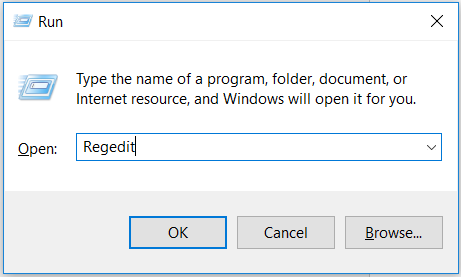 Run
Type the name of a program, folder, document, or
Internet resource, and Windows will open it for you.
Open: Regedit
OK Cancel Browse...